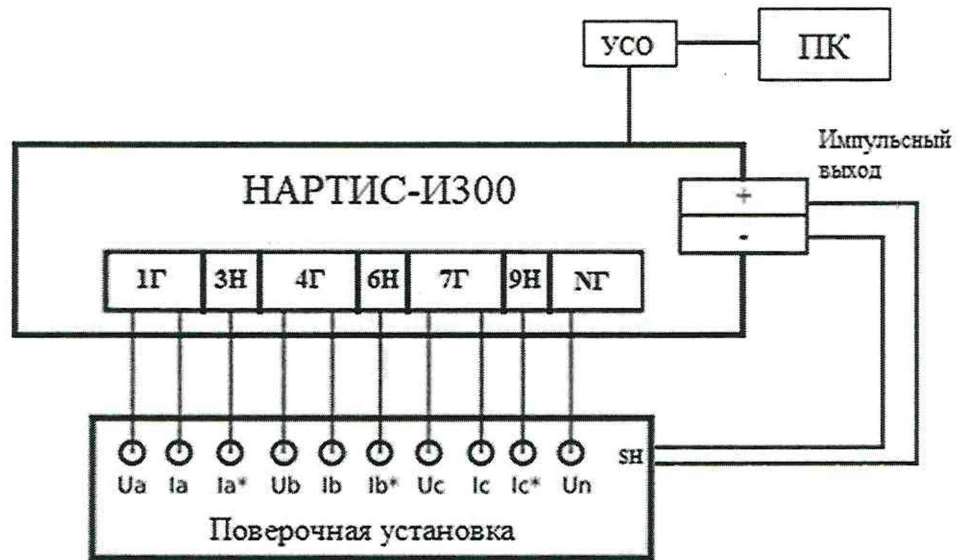 УСО
ПК
Импульсный
выход
НАРТИС-И300
+
-
1Г 3Н 4Г 6Н 7Г 9Н NГ
SH
Ua Ia Ia* Ub Ib Ib* Uc Ic Ic* Un
Поверочная установка